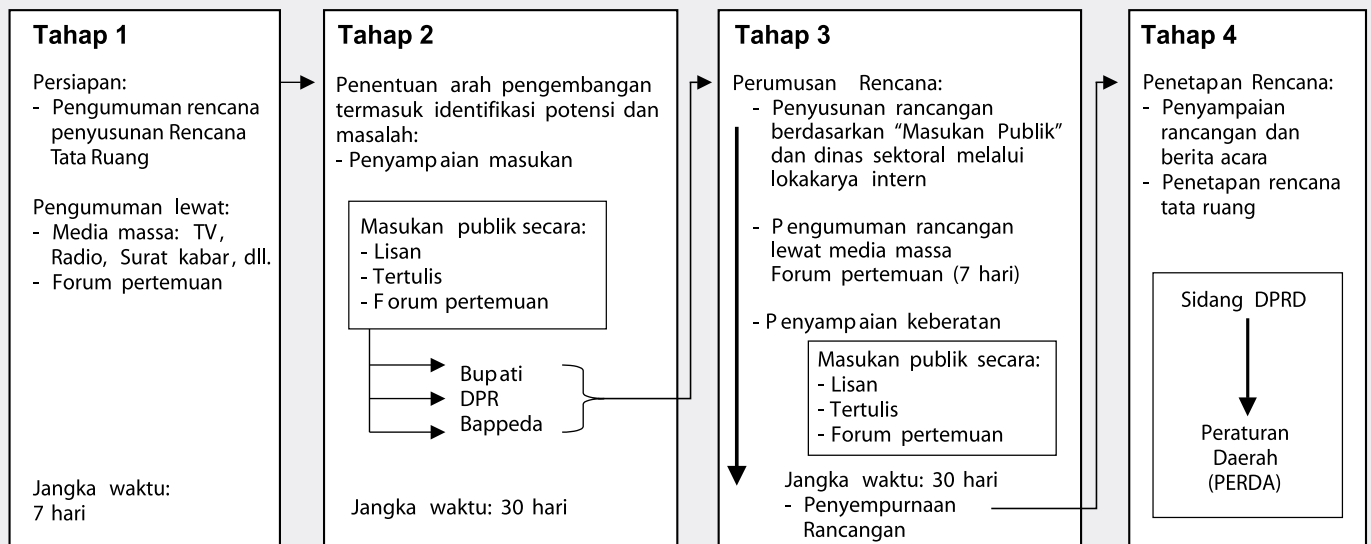 Tahap 1
Persiapan:
- Pengumuman rencana
penyusunan Rencana
Tata Ruang
Pengumuman lewat:
- Media massa: TV,
Radio, Surat kabar, dll.
- Forum pertemuan
Jangka waktu:
7 hari
Tahap 2
Penentuan arah pengembangan
termasuk identifikasi potensi dan
masalah:
- Penyampaian masukan
Masukan publik secara:
- Lisan
- Tertulis
- Forum pertemuan
Bupati
DPR
Bappeda
Jangka waktu: 30 hari
Tahap 3
Perumusan Rencana:
- Penyusunan rancangan
berdasarkan “Masukan Publik”
dan dinas sektoral melalui
lokakarya intern
- Pengumuman rancangan
lewat media massa
Forum pertemuan (7 hari)
- Penyampaian keberatan
Masukan publik secara:
- Lisan
- Tertulis
- Forum pertemuan
Jangka waktu: 30 hari
- Penyempurnaan
Rancangan
Tahap 4
Penetapan Rencana:
- Penyampaian
rancangan dan
berita acara
- Penetapan rencana
tata ruang
Sidang DPRD
Peraturan
Daerah
(PERDA)